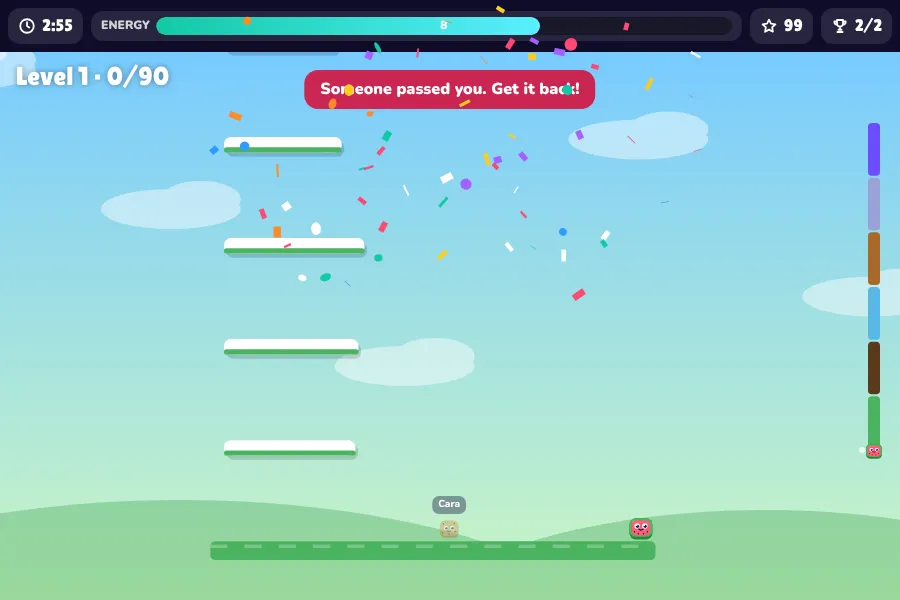 2:55
ENERGY
8
99
2/2
Level 1 · 0/90
Someone passed you. Get it back!
Cara